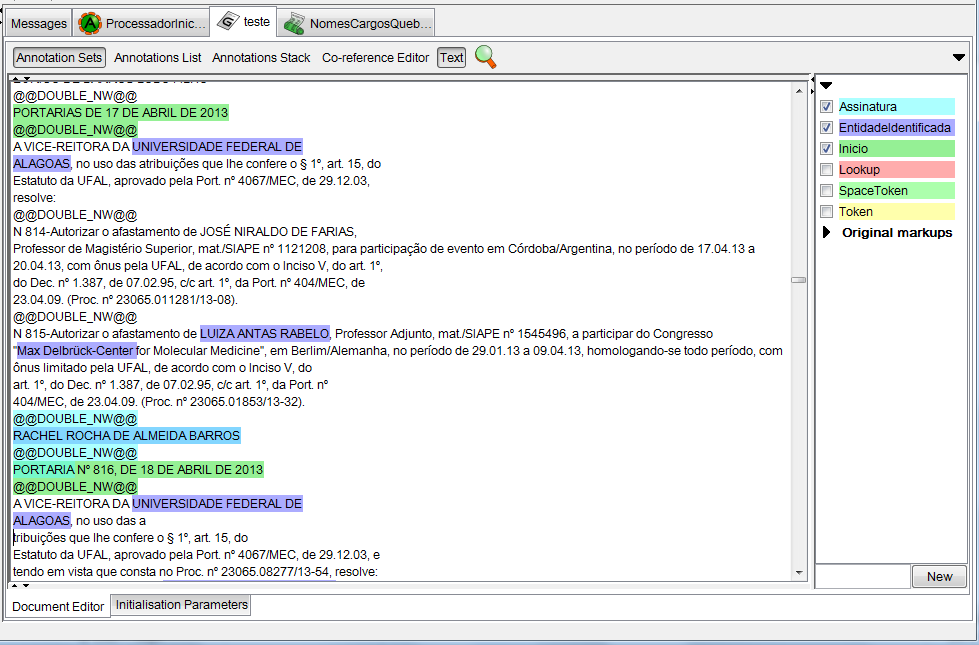 Messages
ProcessadorInic...
teste
NomesCargosQueb...
Annotation Sets Annotations List Annotations Stack Co-reference Editor Text
@@DOUBLE_NW@@
PORTARIAS DE 17 DE ABRIL DE 2013
@@DOUBLE_NW@@
A VICE-REITORA DA UNIVERSIDADE FEDERAL DE
ALAGOAS, no uso das atribuições que lhe confere o § 1º, art. 15, do
Estatuto da UFAL, aprovado pela Port. nº 4067/MEC, de 29.12.03,
resolve:
@@DOUBLE_NW@@
N 814-Autorizar o afastamento de JOSÉ NIRALDO DE FARIAS,
Professor de Magistério Superior, mat./SIAPE nº 1121208, para participação de evento em Córdoba/Argentina, no período de 17.04.13 a
20.04.13, com ônus pela UFAL, de acordo com o Inciso V, do art. 1º,
do Dec. nº 1.387, de 07.02.95, c/c art. 1º, da Port. nº 404/MEC, de
23.04.09. (Proc. nº 23065.011281/13-08).
@@DOUBLE_NW@@
N 815-Autorizar o afastamento de LUIZA ANTAS RABELO, Professor Adjunto, mat./SIAPE nº 1545496, a participar do Congresso
"Max Delbrück-Center for Molecular Medicine", em Berlim/Alemanha, no período de 29.01.13 a 09.04.13, homologando-se todo período, com
ônus limitado pela UFAL, de acordo com o Inciso V, do
art. 1º, do Dec. nº 1.387, de 07.02.95, c/c art. 1º, da Port. nº
404/MEC, de 23.04.09. (Proc. nº 23065.01853/13-32).
@@DOUBLE_NW@@
RACHEL ROCHA DE ALMEIDA BARROS
@@DOUBLE_NW@@
PORTARIA Nº 816, DE 18 DE ABRIL DE 2013
@@DOUBLE_NW@@
A VICE-REITORA DA UNIVERSIDADE FEDERAL DE
ALAGOAS, no uso das a
tribuições que lhe confere o § 1º, art. 15, do
Estatuto da UFAL, aprovado pela Port. nº 4067/MEC, de 29.12.03, e
tendo em vista que consta no Proc. nº 23065.08277/13-54, resolve:
Assinatura
EntidadeIdentificada
Inicio
Lookup
SpaceToken
Token
Original markups
New
Document Editor Initialisation Parameters